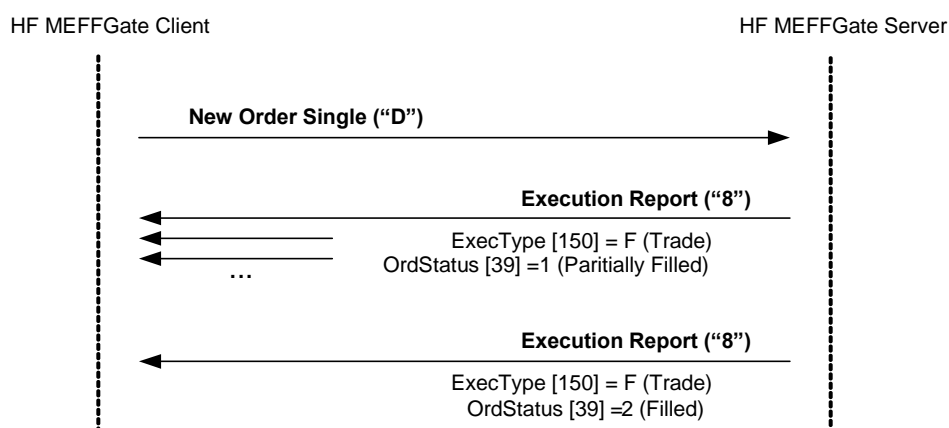 HF MEFFGate Client
HF MEFFGate Server
New Order Single (“D”)
Execution Report (“8”)
ExecType [150] = F (Trade)
OrdStatus [39] =1 (Paritially Filled)
...
Execution Report (“8”)
ExecType [150] = F (Trade)
OrdStatus [39] =2 (Filled)